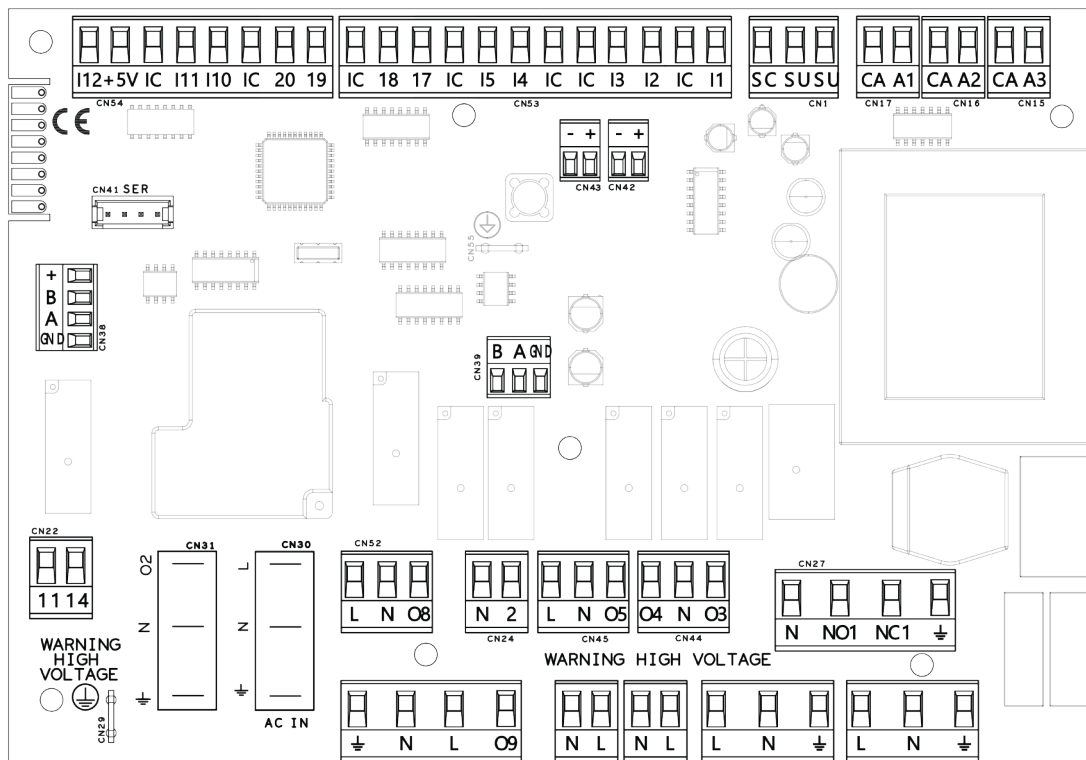 I12 +5V IC I11 I10 IC 20 19
CN54
IC 18 17 IC I5 I4 IC IC I3 I2 IC I1
CN53
SC SU SU
CN1
CA A1
CN17
CA A2
CN16
CA A3
CN15
CE
CN41 SER
- +
CN43
- +
CN42
CN55
+
B
A
GND
CN38
B A GND
CN39
CN22
11 14
WARNING
HIGH
VOLTAGE
CN29
CN31
O2
N
CN30
L
N
AC IN
CN52
L N O8
N 2
CN24
L N O5
CN45
O4 N O3
CN44
CN27
N NO1 NC1
WARNING HIGH VOLTAGE
N L O9
N L
N L
L N
L N